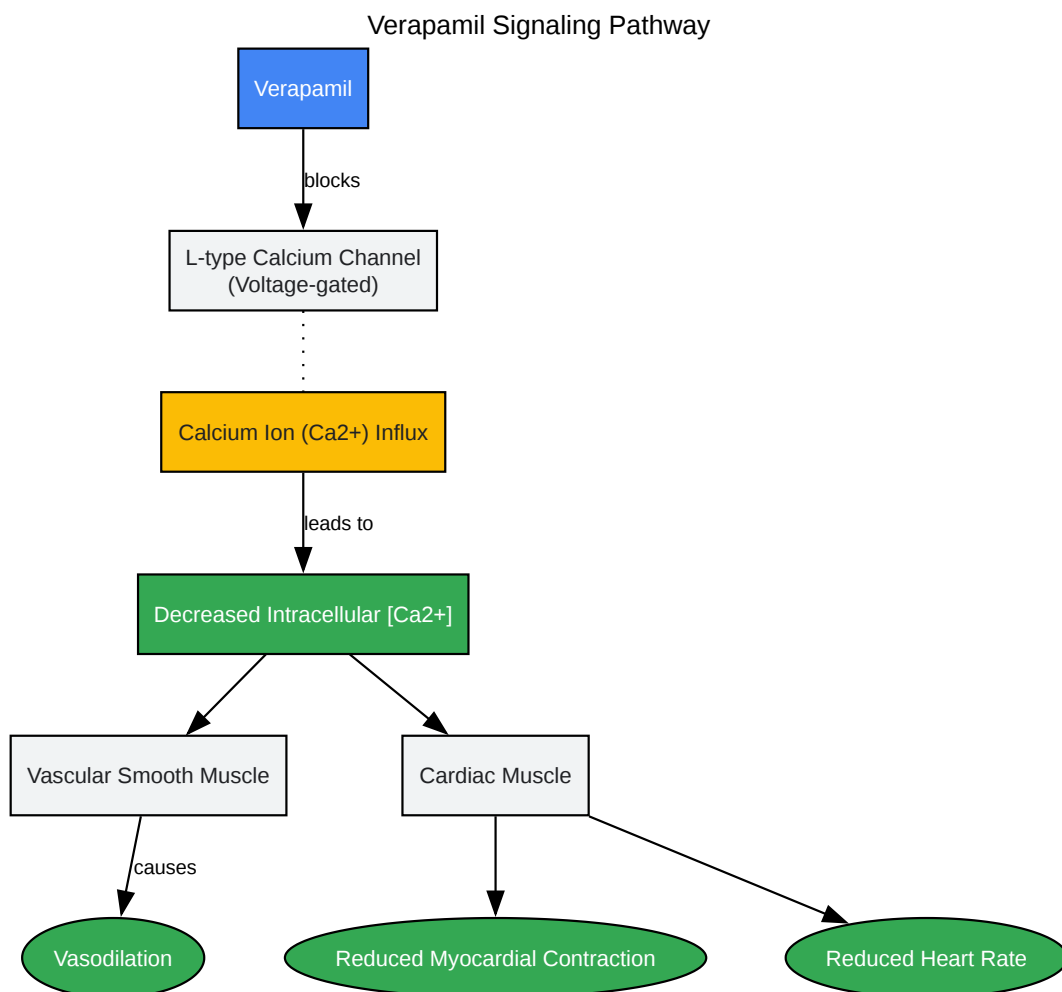 Verapamil Signaling Pathway
Verapamil
blocks
L-type Calcium Channel
(Voltage-gated)
Calcium Ion (Ca2+) Influx
leads to
Decreased Intracellular [Ca2+]
Vascular Smooth Muscle
Cardiac Muscle
causes
Vasodilation
Reduced Myocardial Contraction
Reduced Heart Rate